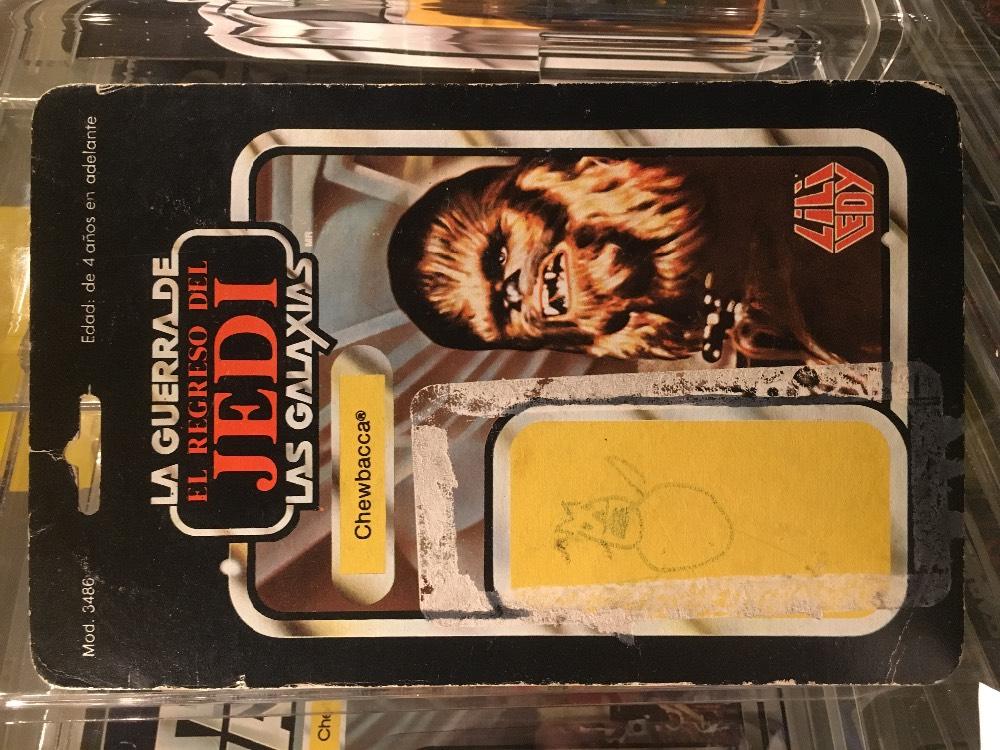 Mod. 3486
Edad: de 4 años en adelante
LA GUERRA DE
EL REGRESO DEL
JEDI
LAS GALAXIAS
MR
Chewbacca®
LiLi
LEDY
Che